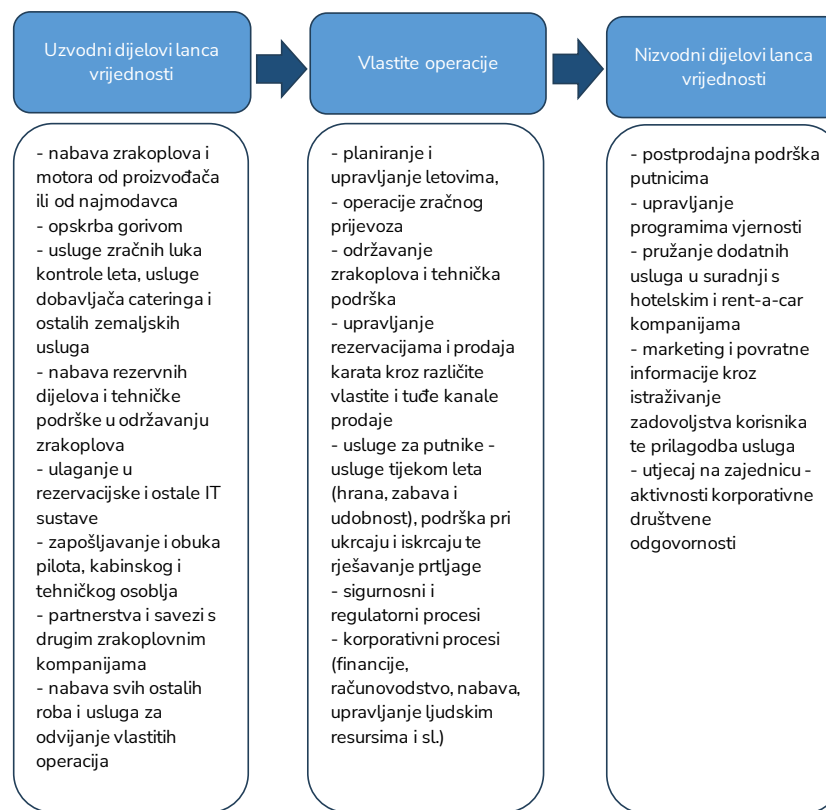 Uzvodni dijelovi lanca
vrijednosti
Vlastite operacije
Nizvodni dijelovi lanca
vrijednosti
- nabava zrakoplova i
motora od proizvođača
ili od najmodavca
- opskrba gorivom
- usluge zračnih luka
kontrole leta, usluge
dobavljača cateringa i
ostalih zemaljskih
usluga
- nabava rezervnih
dijelova i tehničke
podrške u održavanju
zrakoplova
- ulaganje u
rezervacijske i ostale IT
sustave
- zapošljavanje i obuka
pilota, kabinskog i
tehničkog osoblja
- partnerstva i savezi s
drugim zrakoplovnim
kompanijama
- nabava svih ostalih
roba i usluga za
odvijanje vlastitih
operacija
- planiranje i
upravljanje letovima,
- operacije zračnog
prijevoza
- održavanje
zrakoplova i tehnička
podrška
- upravljanje
rezervacijama i prodaja
karata kroz različite
vlastite i tuđe kanale
prodaje
- usluge za putnike -
usluge tijekom leta
(hrana, zabava i
udobnost), podrška pri
ukrcaju i iskrcaju te
rješavanje prtljage
- sigurnosni i
regulatorni procesi
- korporativni procesi
(financije,
računovodstvo, nabava,
upravljanje ljudskim
resursima i sl.)
- postprodajna podrška
putnicima
- upravljanje
programima vjernosti
- pružanje dodatnih
usluga u suradnji s
hotelskim i rent-a-car
kompanijama
- marketing i povratne
informacije kroz
istraživanje
zadovoljstva korisnika
te prilagodba usluga
- utjecaj na zajednicu -
aktivnosti korporativne
društvene
odgovornosti